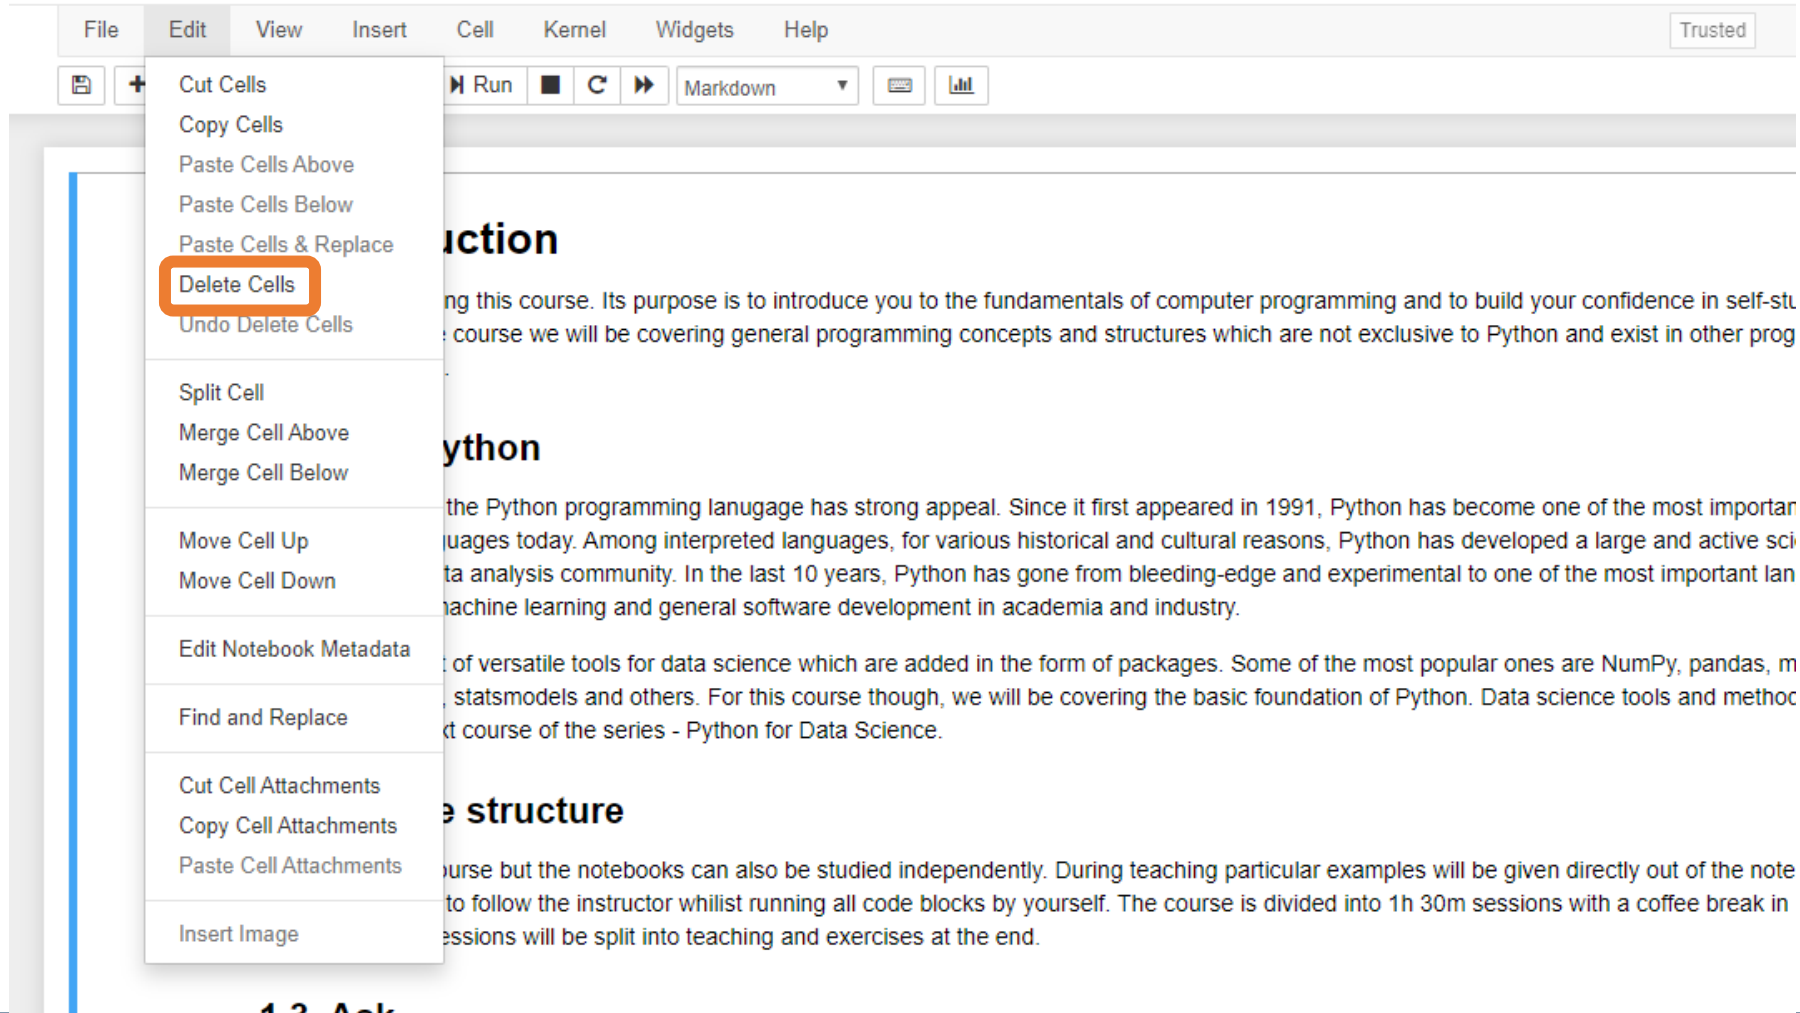 File Edit View Insert Cell Kernel Widgets Help Trusted
Run Markdown
Cut Cells
Copy Cells
Paste Cells Above
Paste Cells Below
Paste Cells & Replace
Delete Cells
Undo Delete Cells
Split Cell
Merge Cell Above
Merge Cell Below
Move Cell Up
Move Cell Down
Edit Notebook Metadata
Find and Replace
Cut Cell Attachments
Copy Cell Attachments
Paste Cell Attachments
Insert Image
uction
ng this course. Its purpose is to introduce you to the fundamentals of computer programming and to build your confidence in self-stu
course we will be covering general programming concepts and structures which are not exclusive to Python and exist in other prog
.
ython
the Python programming lanugage has strong appeal. Since it first appeared in 1991, Python has become one of the most importan
uages today. Among interpreted languages, for various historical and cultural reasons, Python has developed a large and active sci
ta analysis community. In the last 10 years, Python has gone from bleeding-edge and experimental to one of the most important lan
achine learning and general software development in academia and industry.
t of versatile tools for data science which are added in the form of packages. Some of the most popular ones are NumPy, pandas, m
, statsmodels and others. For this course though, we will be covering the basic foundation of Python. Data science tools and method
xt course of the series - Python for Data Science.
e structure
ourse but the notebooks can also be studied independently. During teaching particular examples will be given directly out of the note
to follow the instructor whilst running all code blocks by yourself. The course is divided into 1h 30m sessions with a coffee break in
essions will be split into teaching and exercises at the end.
1.3. Ask